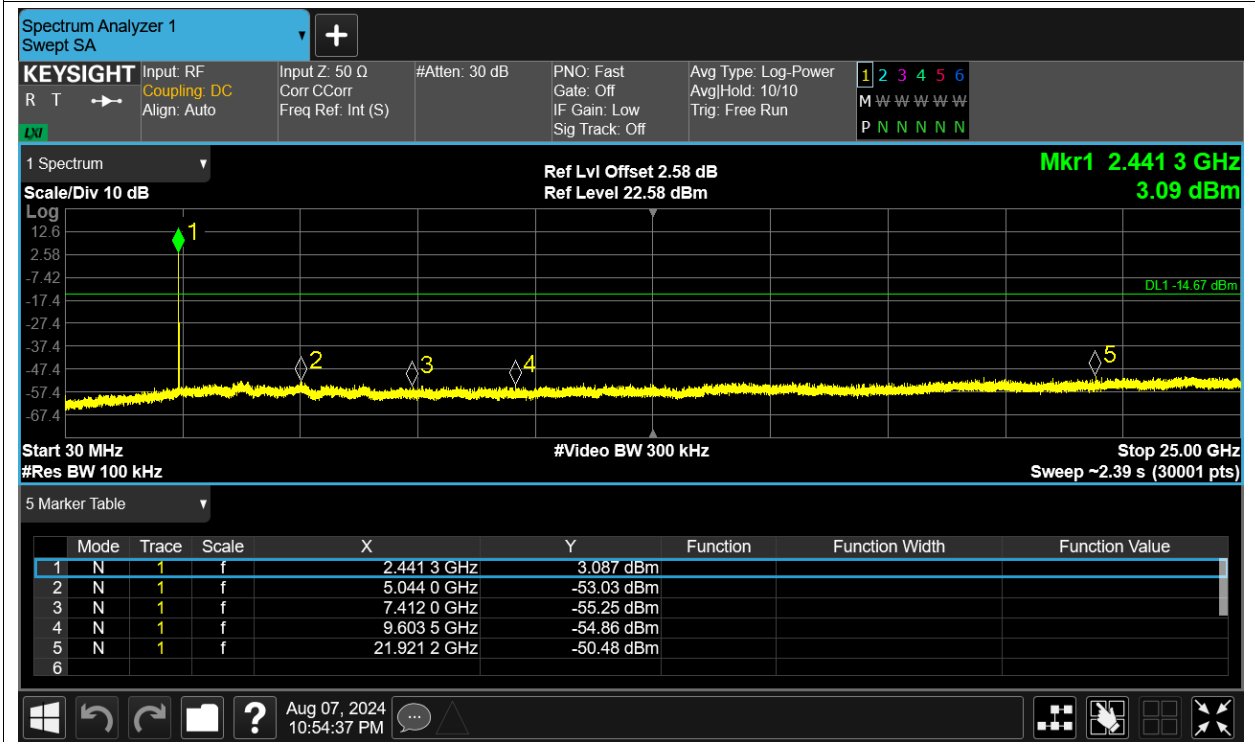 Spectrum Analyzer 1
Swept SA
+
KEYSIGHT
R T
LXI
Input: RF
Coupling: DC
Align: Auto
Input Z: 50 Ω
Corr CCorr
Freq Ref: Int (S)
#Atten: 30 dB
PNO: Fast
Gate: Off
IF Gain: Low
Sig Track: Off
Avg Type: Log-Power
Avg|Hold: 10/10
Trig: Free Run
1 2 3 4 5 6
M W W W W W
P N N N N N
1 Spectrum
Scale/Div 10 dB
Ref Lvl Offset 2.58 dB
Ref Level 22.58 dBm
Mkr1 2.441 3 GHz
3.09 dBm
Log
12.6
2.58
-7.42
-17.4
-27.4
-37.4
-47.4
-57.4
-67.4
1
2
3
4
5
DL1 -14.67 dBm
Start 30 MHz
#Video BW 300 kHz
Stop 25.00 GHz
#Res BW 100 kHz
Sweep ~2.39 s (30001 pts)
5 Marker Table
Mode Trace Scale X Y Function Function Width Function Value
1 N 1 f 2.441 3 GHz 3.087 dBm
2 N 1 f 5.044 0 GHz -53.03 dBm
3 N 1 f 7.412 0 GHz -55.25 dBm
4 N 1 f 9.603 5 GHz -54.86 dBm
5 N 1 f 21.921 2 GHz -50.48 dBm
6
?
Aug 07, 2024
10:54:37 PM